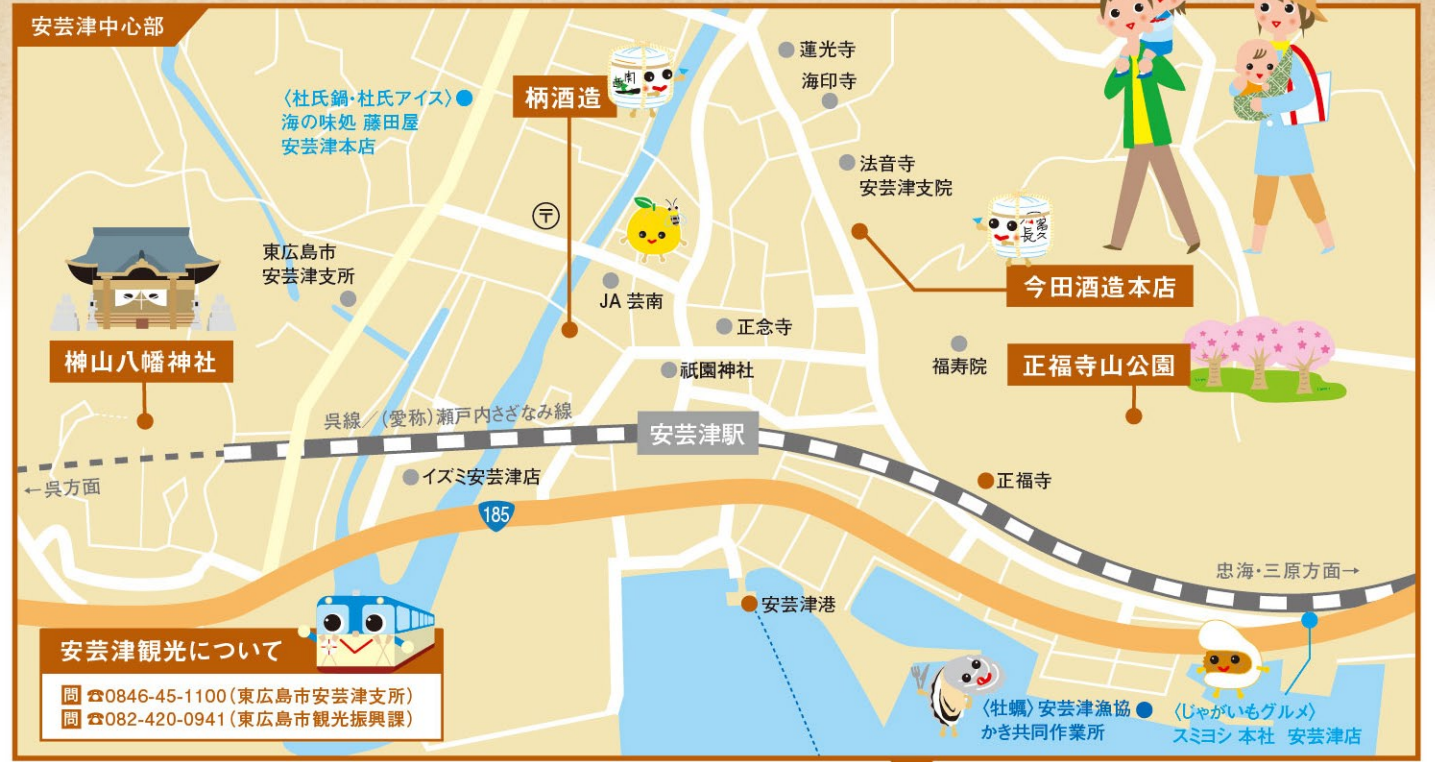 安芸津中心部
蓮光寺
海印寺
柄酒造
〈杜氏鍋・杜氏アイス〉
海の味処 藤田屋
安芸津本店
法音寺
安芸津支院
〒
富久長
東広島市
安芸津支所
JA 芸南
今田酒造本店
正念寺
榊山八幡神社
福寿院
正福寺山公園
祇園神社
呉線／(愛称)瀬戸内さざなみ線
安芸津駅
←呉方面
イズミ安芸津店
正福寺
185
忠海・三原方面→
安芸津港
安芸津観光について
問 ☎0846-45-1100(東広島市安芸津支所)
問 ☎082-420-0941(東広島市観光振興課)
〈牡蠣〉安芸津漁協
かき共同作業所
〈じゃがいもグルメ〉
スミヨシ 本社 安芸津店